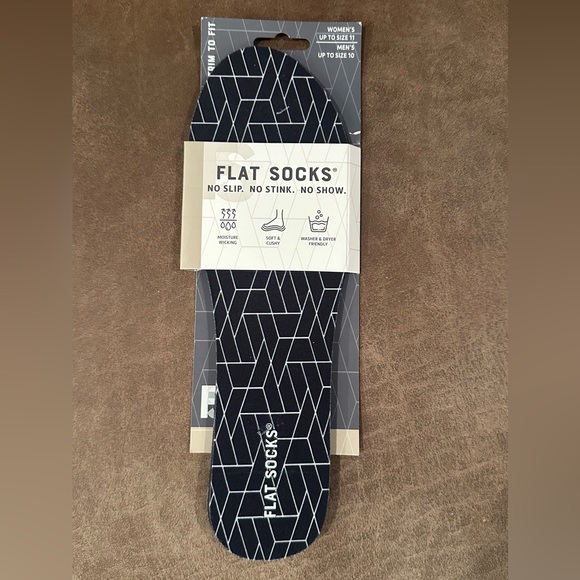 TRIM TO FIT
WOMEN'S
UP TO SIZE 11
MEN'S
UP TO SIZE 10
FLAT SOCKS®
NO SLIP. NO STINK. NO SHOW.
MOISTURE
WICKING
SOFT &
CUSHY
WASHER & DRYER
FRIENDLY
FLAT SOCKS®